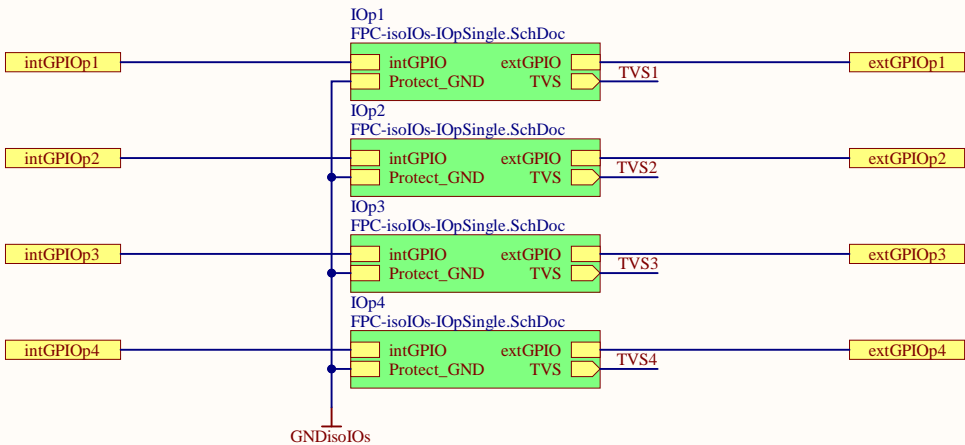 IOp1
FPC-isoIOs-IOpSingle.SchDoc
intGPIOp1
intGPIO
extGPIO
extGPIOp1
Protect_GND
TVS
TVS1
IOp2
FPC-isoIOs-IOpSingle.SchDoc
intGPIOp2
intGPIO
extGPIO
extGPIOp2
Protect_GND
TVS
TVS2
IOp3
FPC-isoIOs-IOpSingle.SchDoc
intGPIOp3
intGPIO
extGPIO
extGPIOp3
Protect_GND
TVS
TVS3
IOp4
FPC-isoIOs-IOpSingle.SchDoc
intGPIOp4
intGPIO
extGPIO
extGPIOp4
Protect_GND
TVS
TVS4
GNDisoIOs